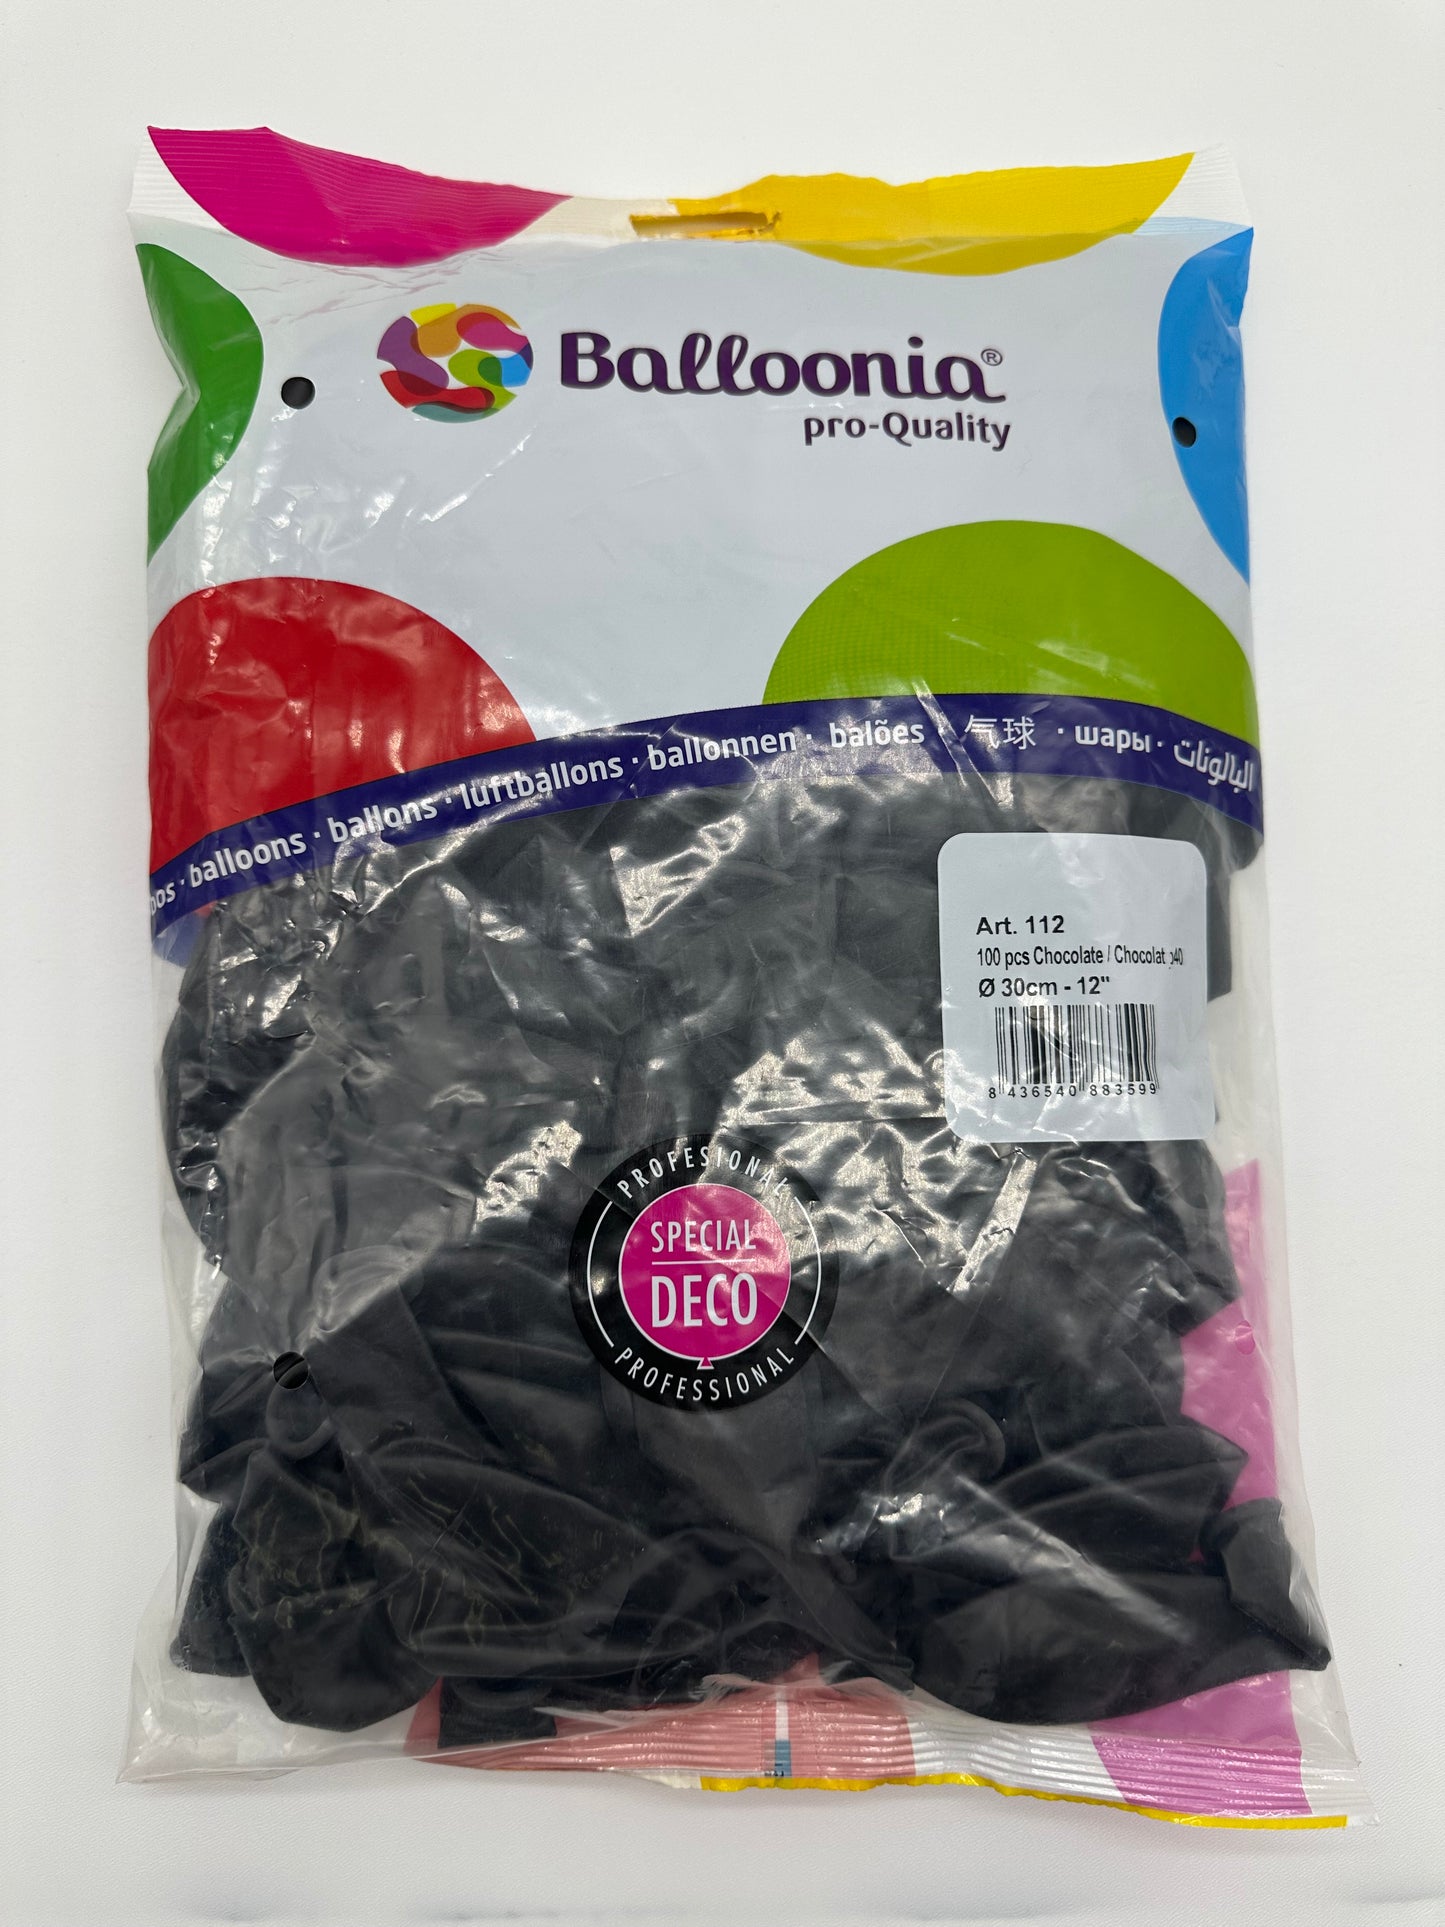 Balloonia®
pro-Quality
balloons · ballons · luftballons · ballonnen · balões · 气球 · шары · البالونات
Art. 112
100 pcs Chocolate / Chocolat
Ø 30cm - 12"
8 436540 883599
PROFESIONAL
SPECIAL
DECO
PROFESSIONAL